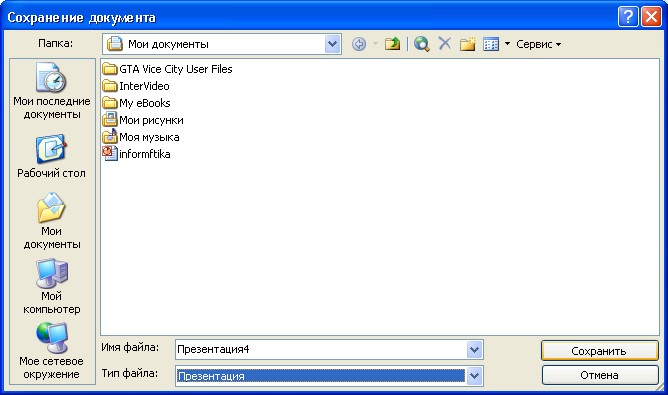 Сохранение документа
Папка:
Мои документы
Сервис
Мои последние
документы
Рабочий стол
Мои
документы
Мой
компьютер
Мое сетевое
окружение
GTA Vice City User Files
InterVideo
My eBooks
Мои рисунки
Моя музыка
informftika
Имя файла:
Презентация4
Сохранить
Тип файла:
Презентация
Отмена